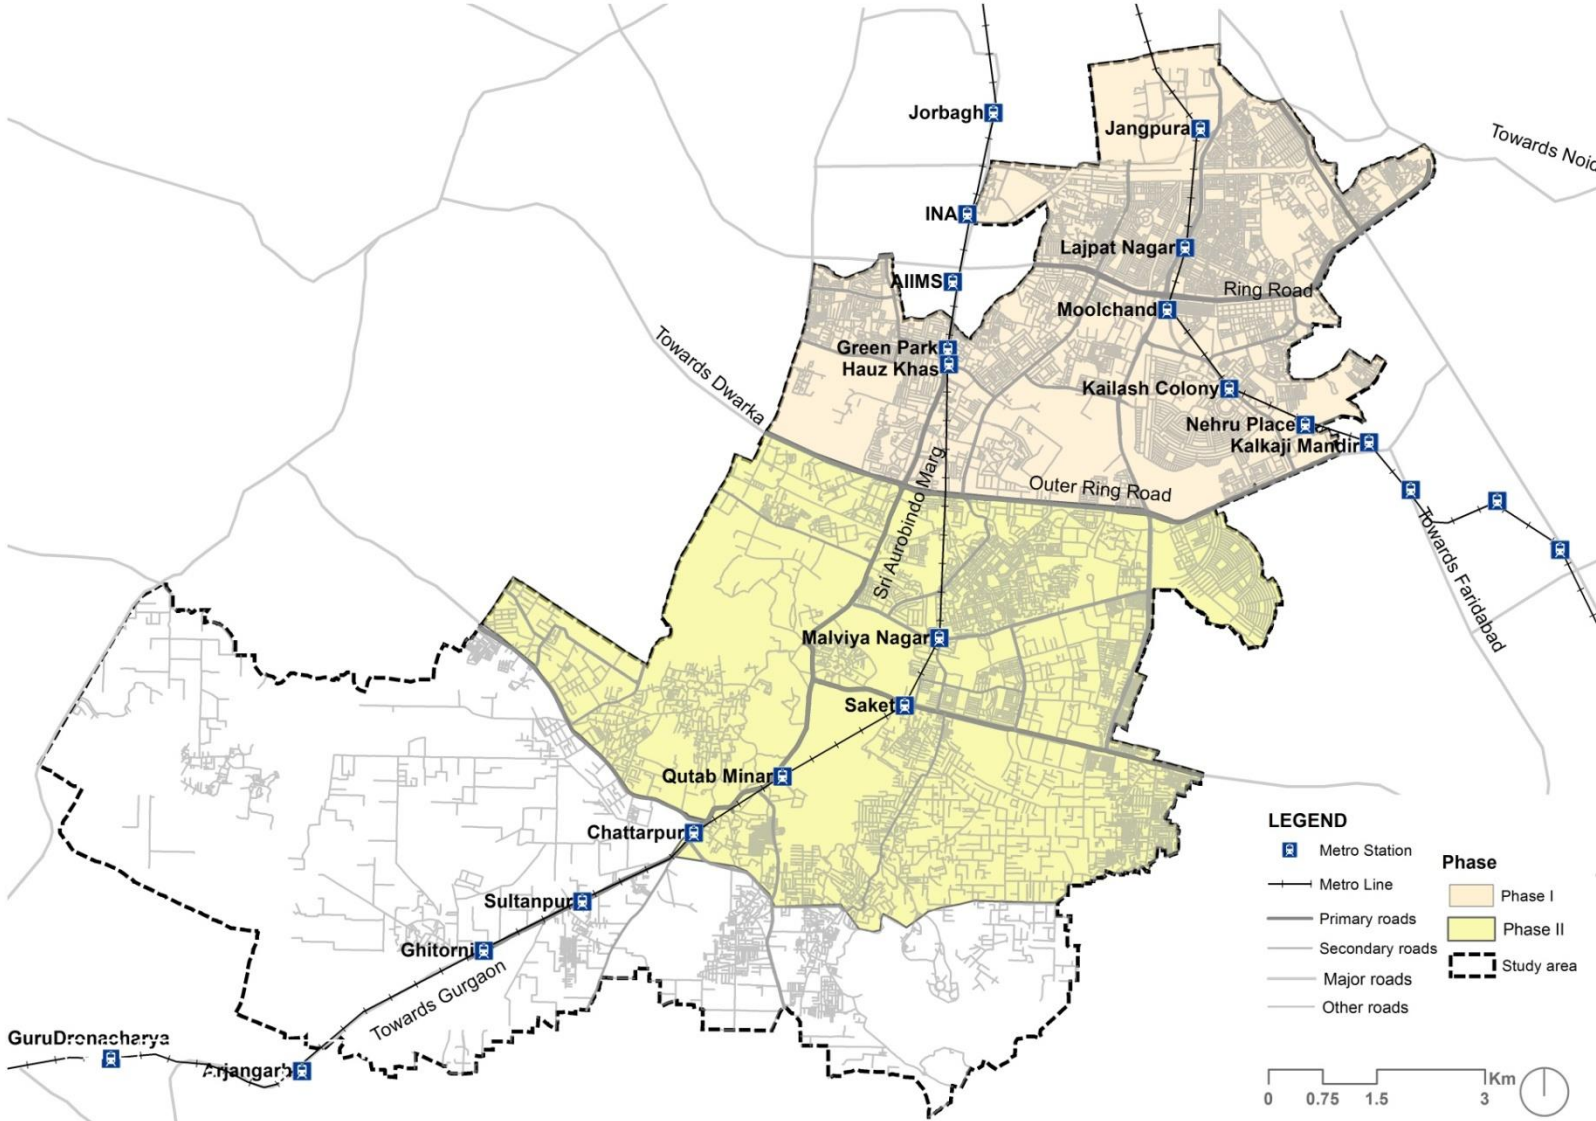 Jorbagh
Jangpura
Towards Noid
INA
Lajpat Nagar
AIIMS
Ring Road
Moolchand
Towards Dwarka
Green Park
Hauz Khas
Kailash Colony
Nehru Place
Kalkaji Mandir
Sri Aurobindo Marg
Outer Ring Road
Towards Faridabad
Malviya Nagar
Saket
Qutab Minar
Chattarpur
Sultanpur
Ghitorni
Towards Gurgaon
GuruDronacharya
Arjangarh
LEGEND
Metro Station
Metro Line
Primary roads
Secondary roads
Major roads
Other roads
Phase
Phase I
Phase II
Study area
Km
0 0.75 1.5 3